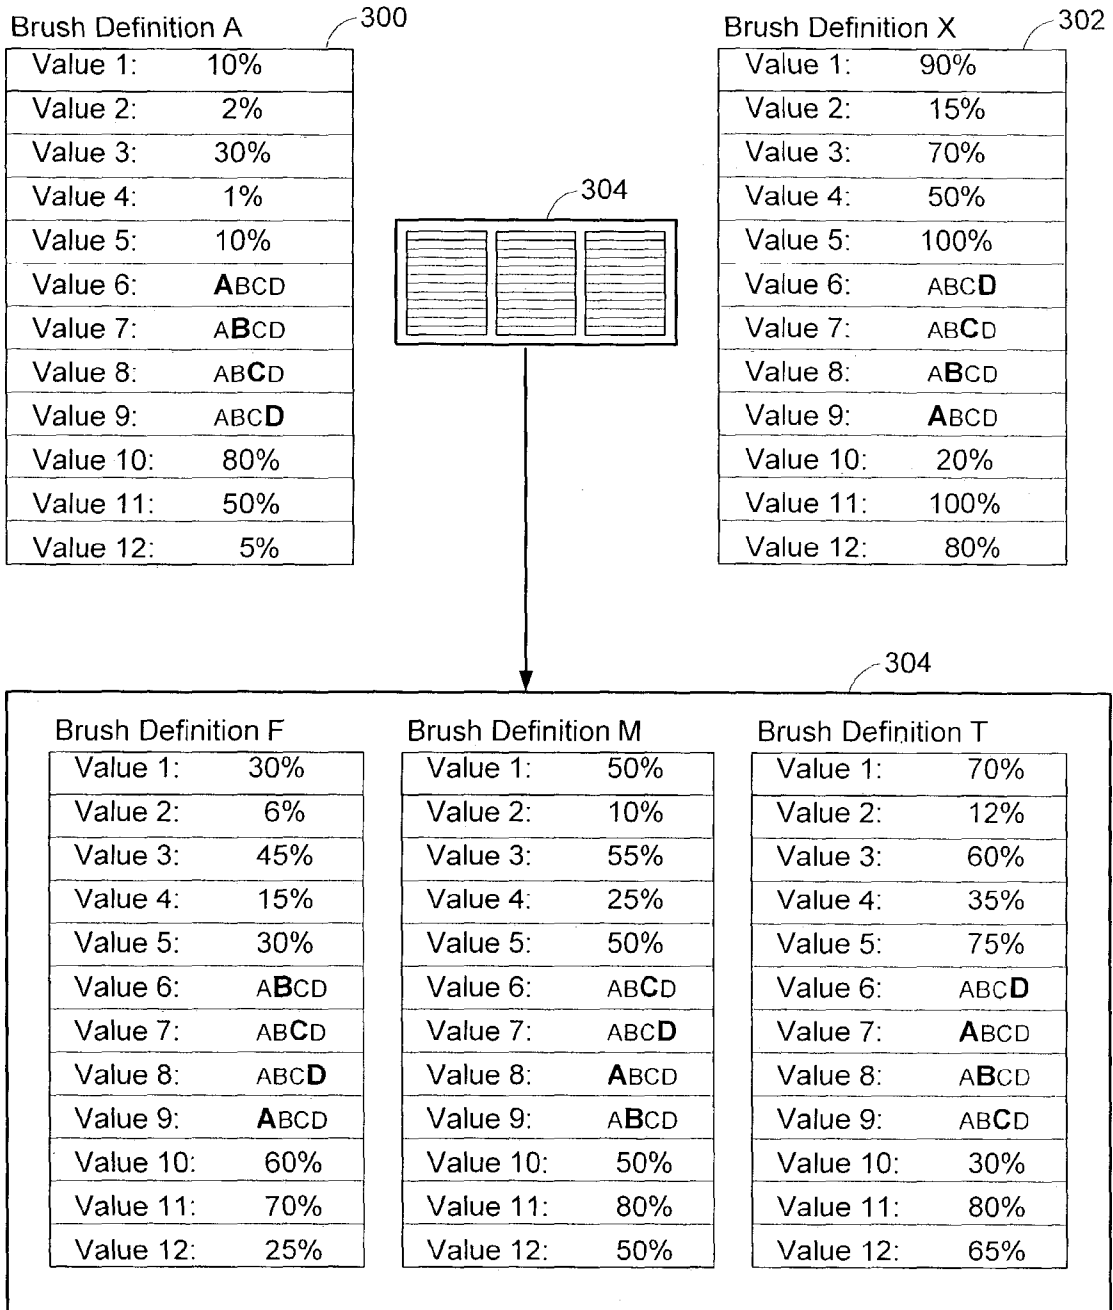 Brush Definition A
300
Value 1: 10%
Value 2: 2%
Value 3: 30%
Value 4: 1%
Value 5: 10%
Value 6: ABCD
Value 7: ABCD
Value 8: ABCD
Value 9: ABCD
Value 10: 80%
Value 11: 50%
Value 12: 5%
304
Brush Definition X
302
Value 1: 90%
Value 2: 15%
Value 3: 70%
Value 4: 50%
Value 5: 100%
Value 6: ABCD
Value 7: ABCD
Value 8: ABCD
Value 9: ABCD
Value 10: 20%
Value 11: 100%
Value 12: 80%
304
Brush Definition F
Value 1: 30%
Value 2: 6%
Value 3: 45%
Value 4: 15%
Value 5: 30%
Value 6: ABCD
Value 7: ABCD
Value 8: ABCD
Value 9: ABCD
Value 10: 60%
Value 11: 70%
Value 12: 25%
Brush Definition M
Value 1: 50%
Value 2: 10%
Value 3: 55%
Value 4: 25%
Value 5: 50%
Value 6: ABCD
Value 7: ABCD
Value 8: ABCD
Value 9: ABCD
Value 10: 50%
Value 11: 80%
Value 12: 50%
Brush Definition T
Value 1: 70%
Value 2: 12%
Value 3: 60%
Value 4: 35%
Value 5: 75%
Value 6: ABCD
Value 7: ABCD
Value 8: ABCD
Value 9: ABCD
Value 10: 30%
Value 11: 80%
Value 12: 65%